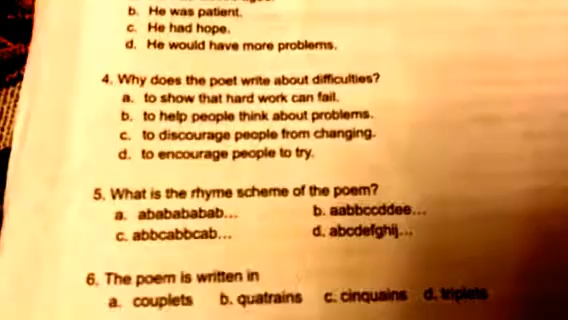 b. He was patient.
c. He had hope.
d. He would have more problems.
4. Why does the poet write about difficulties?
a. to show that hard work can fail.
b. to help people think about problems.
c. to discourage people from changing.
d. to encourage people to try.
5. What is the rhyme scheme of the poem?
a. ababababab... b. aabbccddee...
c. abbcabbcab... d. abcdefghij...
6. The poem is written in
a. couplets b. quatrains c. cinquains d. triplets